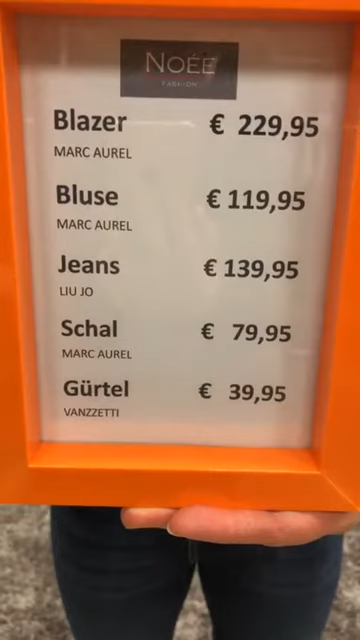 NOÉE
FASHION
Blazer € 229,95
MARC AUREL
Bluse € 119,95
MARC AUREL
Jeans € 139,95
LIU JO
Schal € 79,95
MARC AUREL
Gürtel € 39,95
VANZZETTI